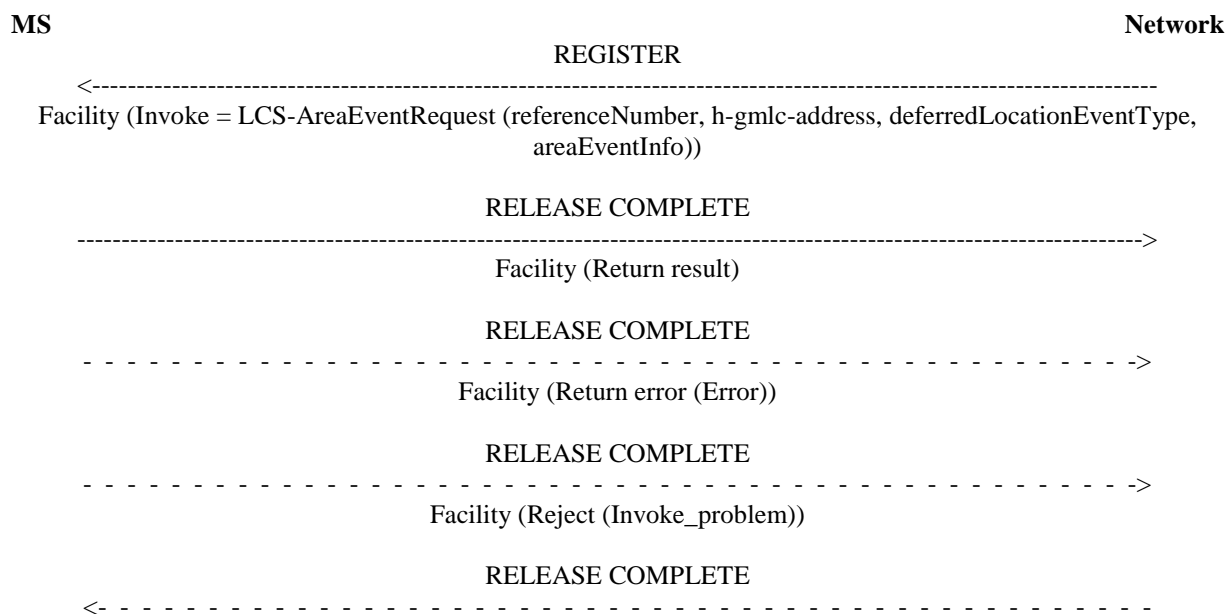 MS Network
REGISTER
<------------------------------------------------------------------------------------------------------------------------
Facility (Invoke = LCS-AreaEventRequest (referenceNumber, h-gmlc-address, deferredLocationEventType,
areaEventInfo))
RELEASE COMPLETE
------------------------------------------------------------------------------------------------------------------------>
Facility (Return result)
RELEASE COMPLETE
- - - - - - - - - - - - - - - - - - - - - - - - - - - - - - - - - - - - - - - - - - - - - - - ->
Facility (Return error (Error))
RELEASE COMPLETE
- - - - - - - - - - - - - - - - - - - - - - - - - - - - - - - - - - - - - - - - - - - - - - - ->
Facility (Reject (Invoke_problem))
RELEASE COMPLETE
<- - - - - - - - - - - - - - - - - - - - - - - - - - - - - - - - - - - - - - - - - - - - - - - -